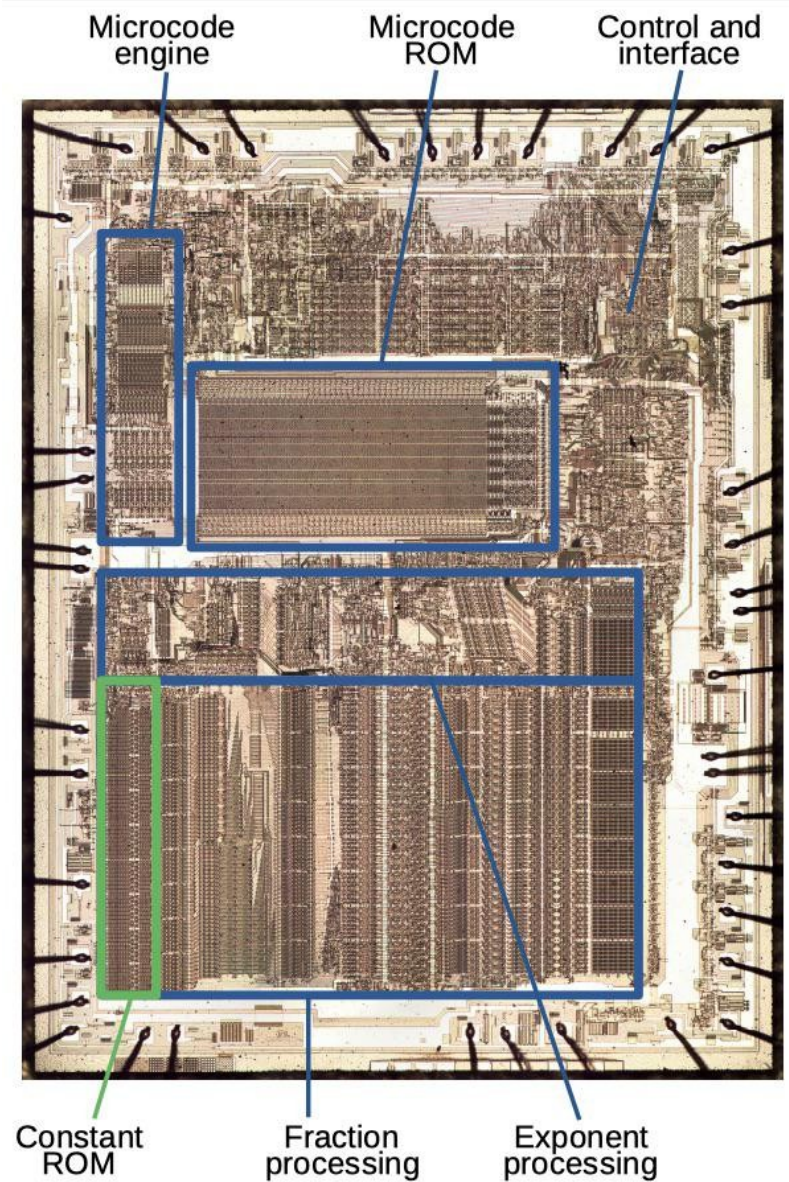 Microcode
engine
Microcode
ROM
Control and
interface
Constant
ROM
Fraction
processing
Exponent
processing